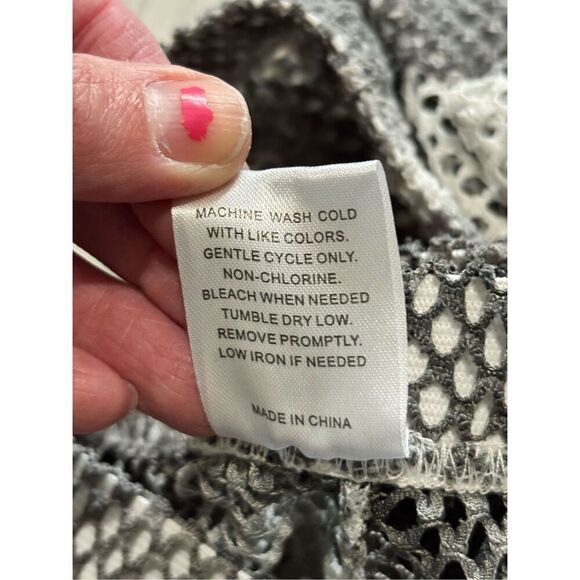 MACHINE WASH COLD
WITH LIKE COLORS.
GENTLE CYCLE ONLY.
NON-CHLORINE.
BLEACH WHEN NEEDED
TUMBLE DRY LOW.
REMOVE PROMPTLY.
LOW IRON IF NEEDED
MADE IN CHINA